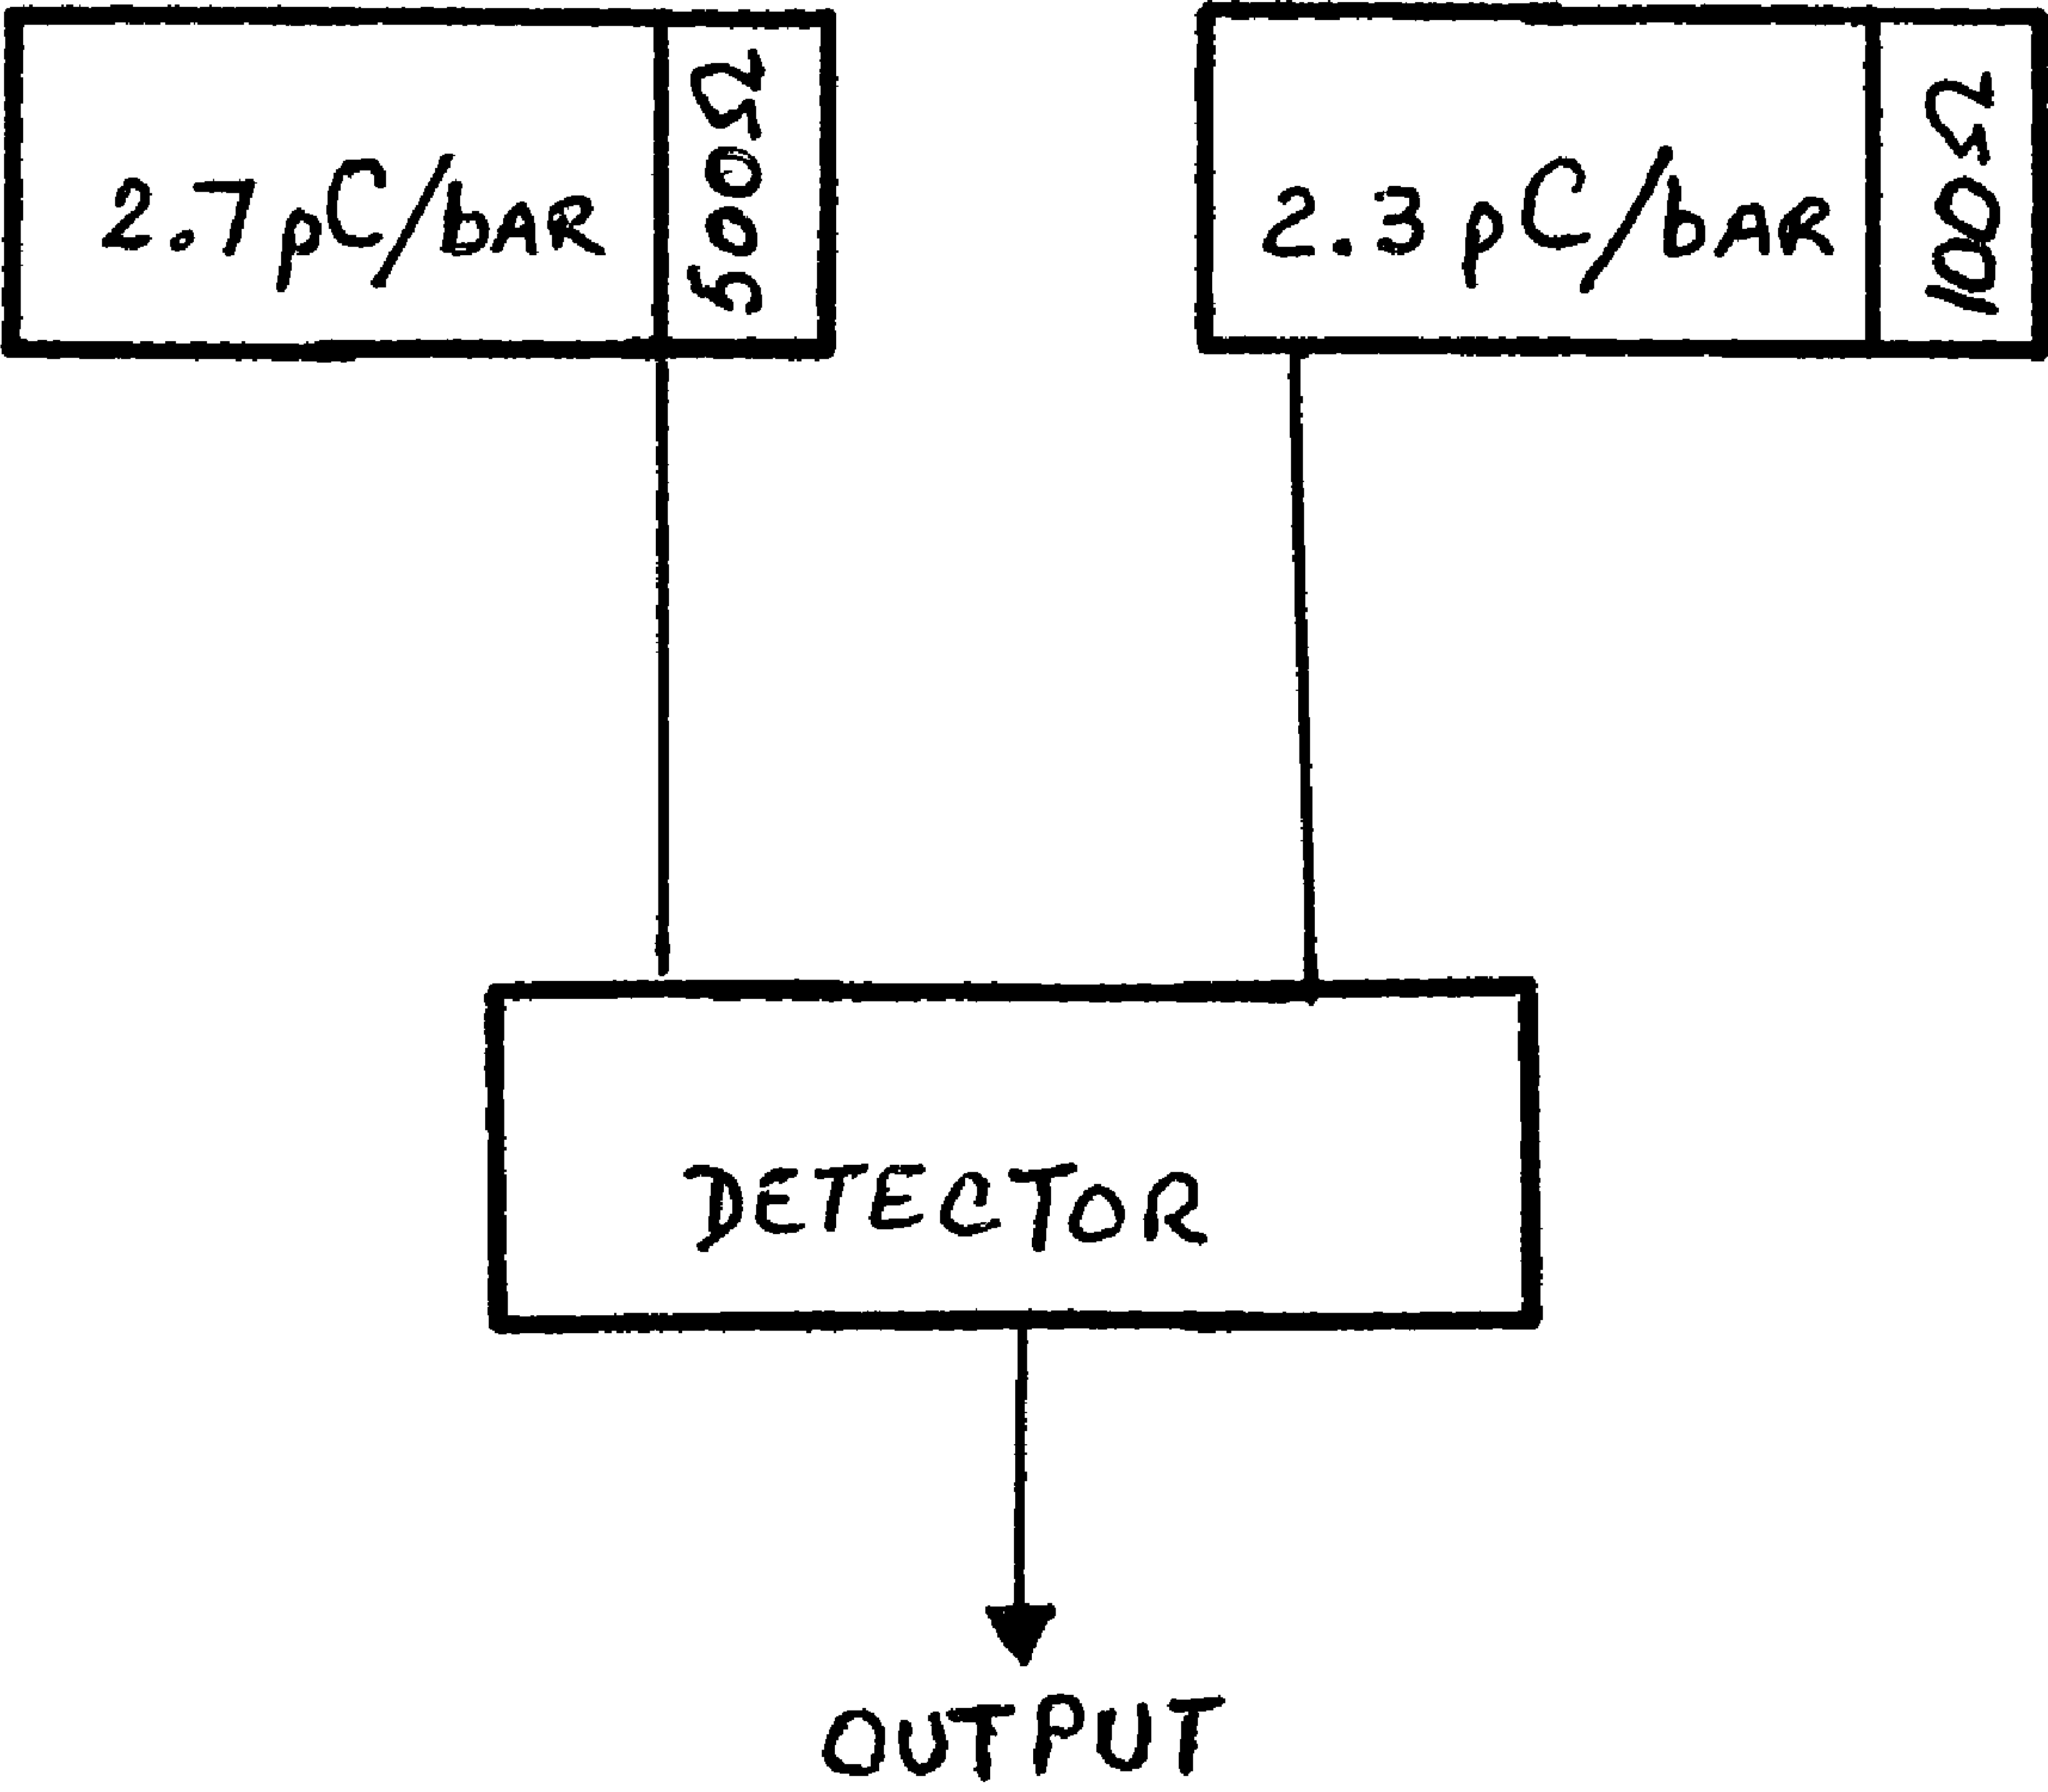 2.7 pC/bAR
500Ω
2.3 pC/bAR
100Ω
DETECTOR
OUTPUT